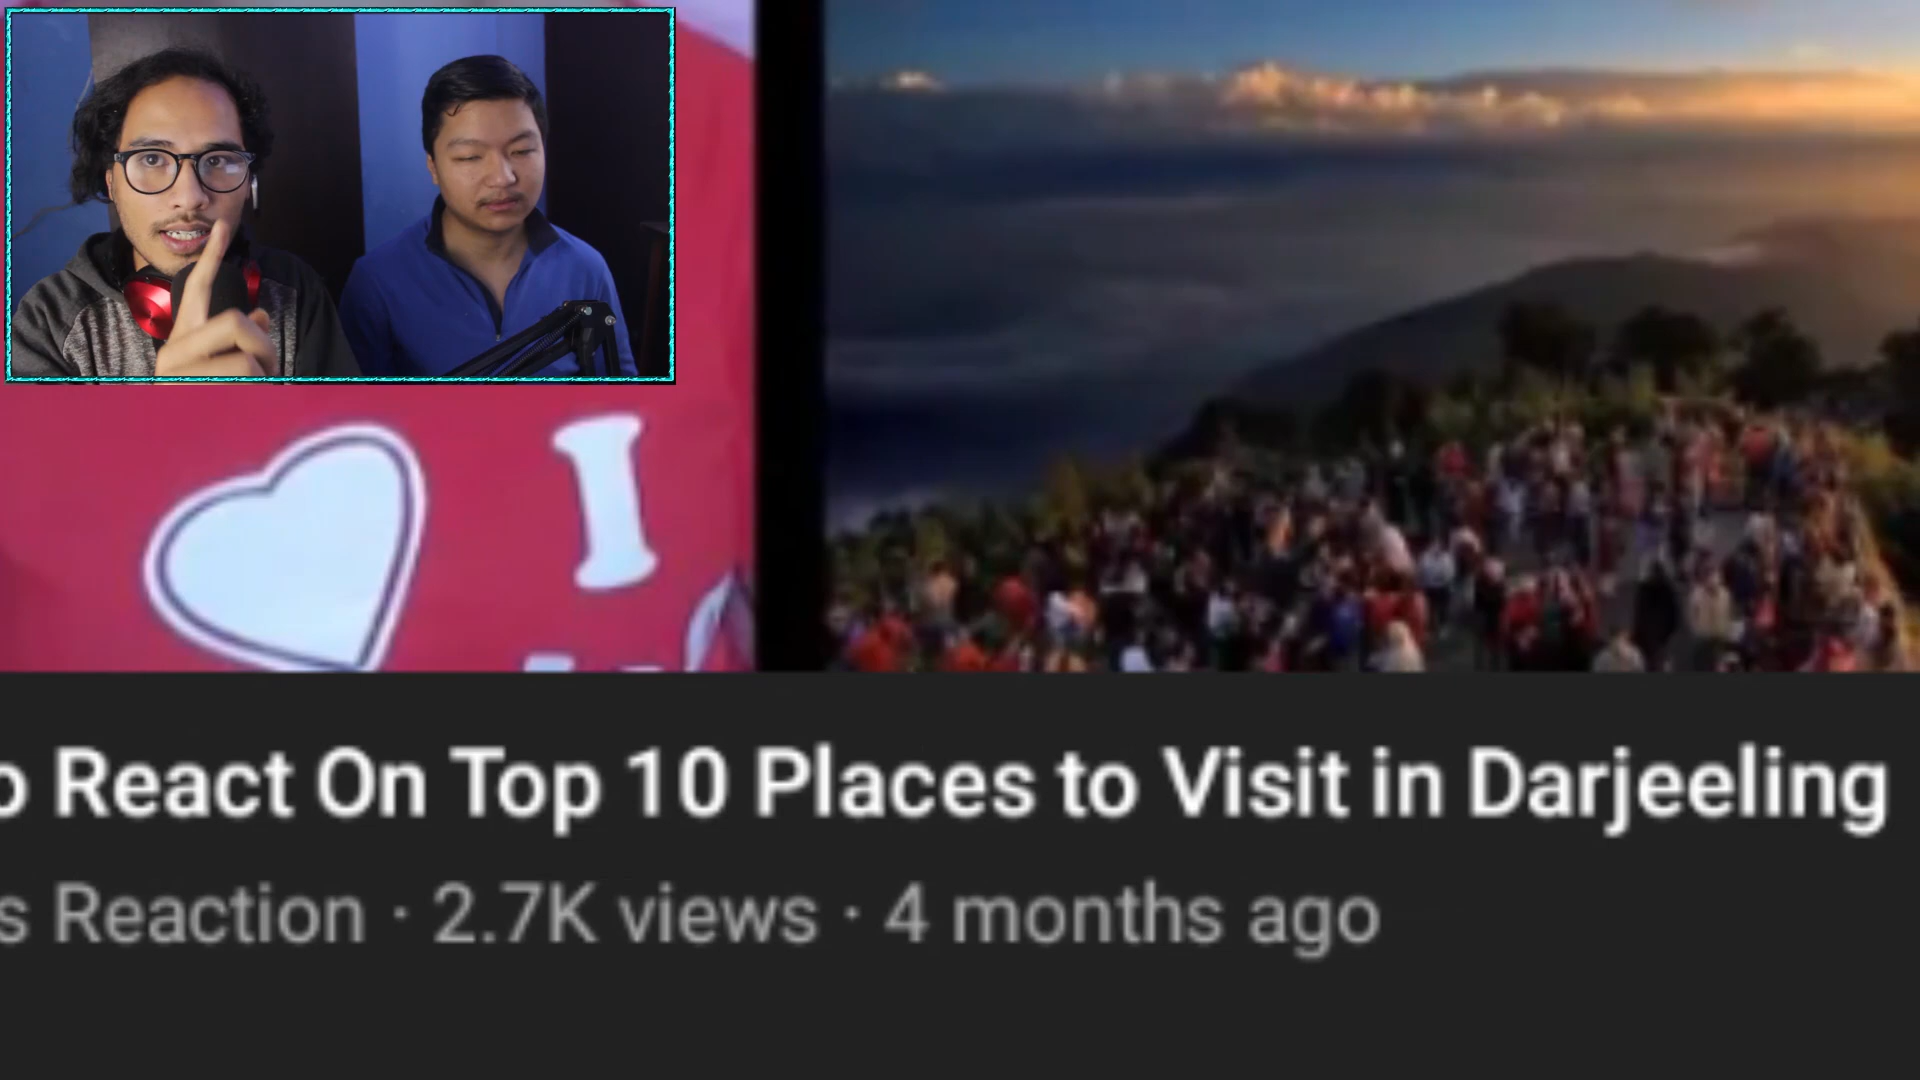 I
o React On Top 10 Places to Visit in Darjeeling
s Reaction · 2.7K views · 4 months ago